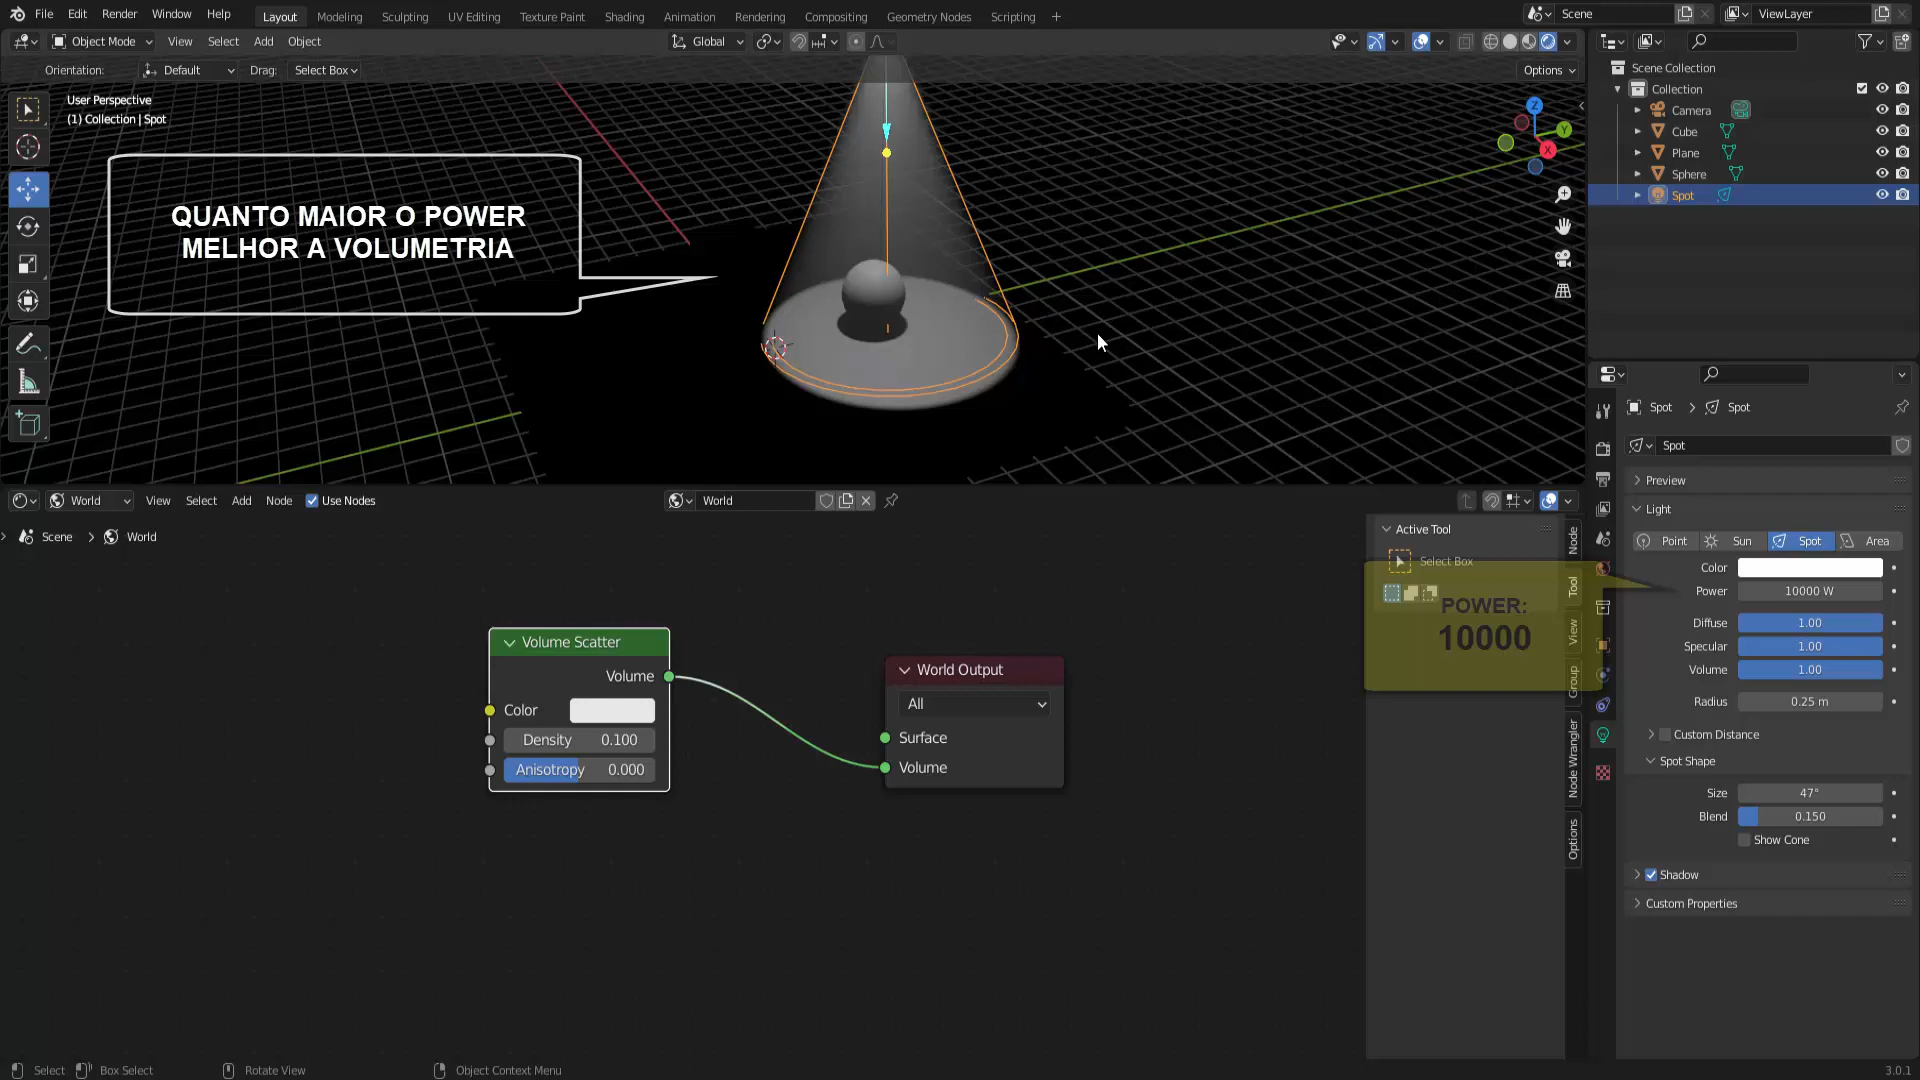 File Edit Render Window Help
Layout Modeling Sculpting UV Editing Texture Paint Shading Animation Rendering Compositing Geometry Nodes Scripting +
Scene
ViewLayer
Object Mode View Select Add Object
Global
Orientation: Default Drag: Select Box
Options
User Perspective
(1) Collection | Spot
QUANTO MAIOR O POWER
MELHOR A VOLUMETRIA
Z
Y
X
Scene Collection
Collection
Camera
Cube
Plane
Sphere
Spot
Spot > Spot
Spot
Preview
Light
Point Sun Spot Area
Color
Power 10000 W
Diffuse 1.00
Specular 1.00
Volume 1.00
Radius 0.25 m
Custom Distance
Spot Shape
Size 47°
Blend 0.150
Show Cone
Shadow
Custom Properties
World View Select Add Node Use Nodes
World
Scene > World
Active Tool
Select Box
POWER:
10000
Node
Tool
View
Group
Node Wrangler
Options
Volume Scatter
Volume
Color
Density 0.100
Anisotropy 0.000
World Output
All
Surface
Volume
Select Box Select Rotate View Object Context Menu
3.0.1